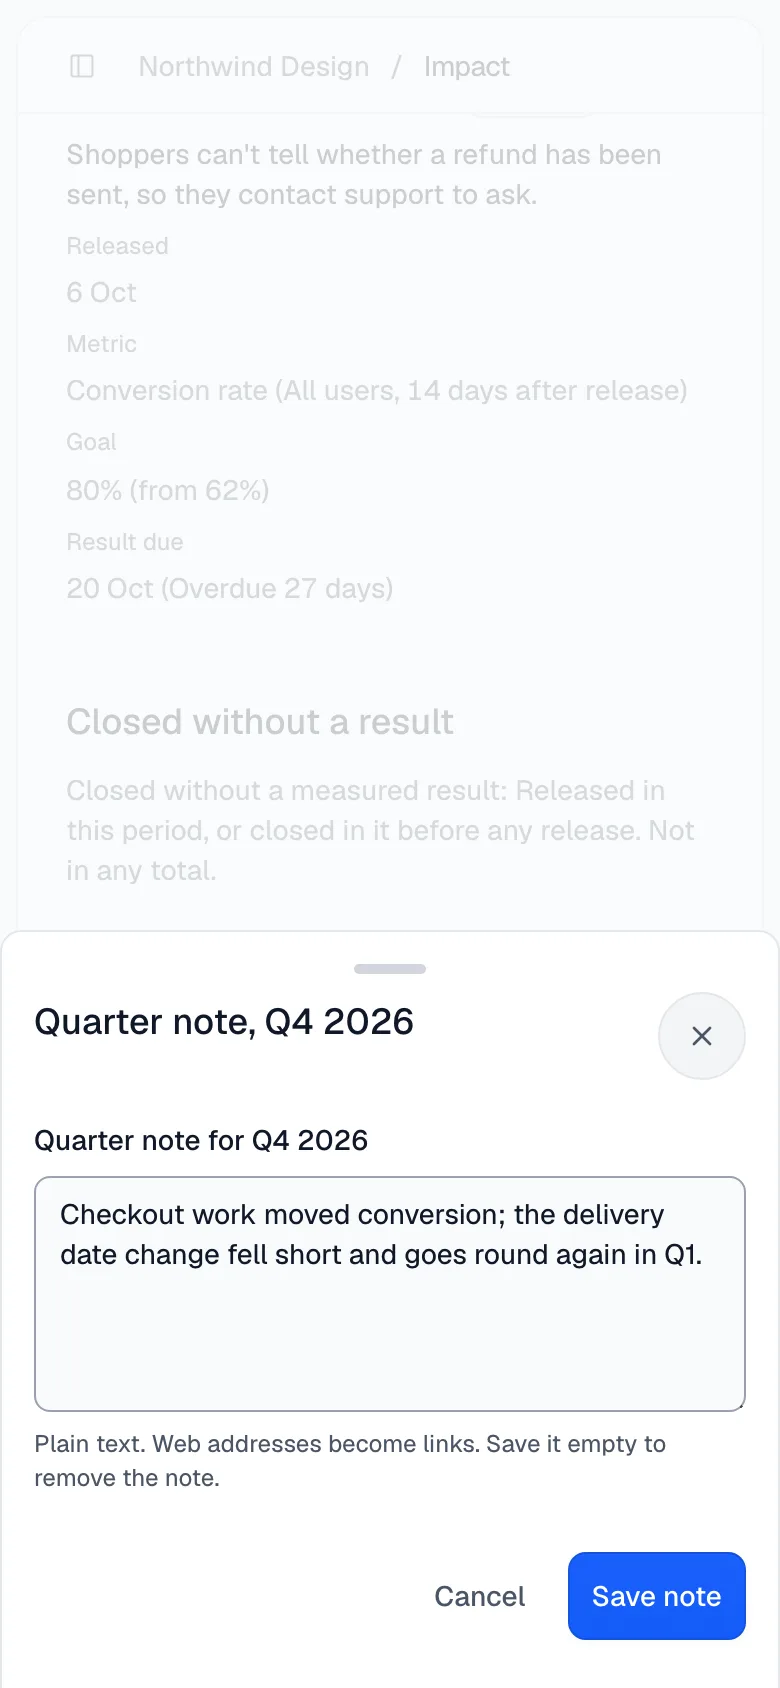 Northwind Design / Impact
Shoppers can't tell whether a refund has been
sent, so they contact support to ask.
Released
6 Oct
Metric
Conversion rate (All users, 14 days after release)
Goal
80% (from 62%)
Result due
20 Oct (Overdue 27 days)
Closed without a result
Closed without a measured result: Released in
this period, or closed in it before any release. Not
in any total.
Quarter note, Q4 2026
Quarter note for Q4 2026
Checkout work moved conversion; the delivery
date change fell short and goes round again in Q1.
Plain text. Web addresses become links. Save it empty to
remove the note.
Cancel
Save note